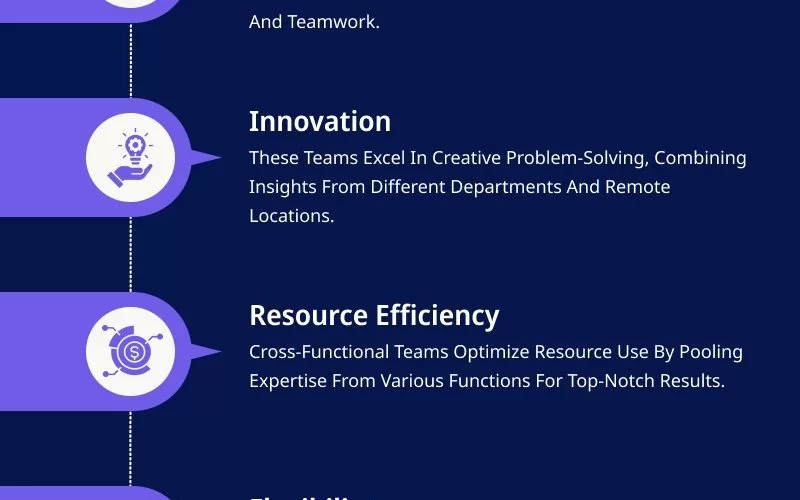 And Teamwork.
Innovation
These Teams Excel In Creative Problem-Solving, Combining
Insights From Different Departments And Remote
Locations.
Resource Efficiency
Cross-Functional Teams Optimize Resource Use By Pooling
Expertise From Various Functions For Top-Notch Results.